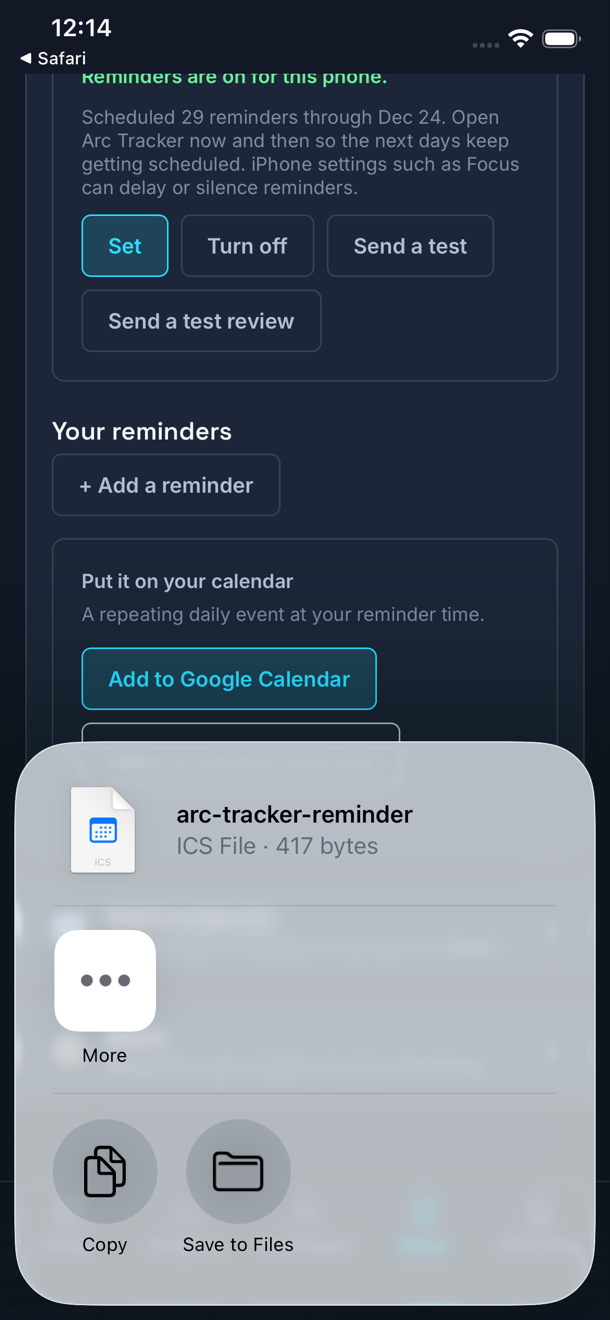 12:14
Safari
Reminders are on for this phone.
Scheduled 29 reminders through Dec 24. Open
Arc Tracker now and then so the next days keep
getting scheduled. iPhone settings such as Focus
can delay or silence reminders.
Set
Turn off
Send a test
Send a test review
Your reminders
+ Add a reminder
Put it on your calendar
A repeating daily event at your reminder time.
Add to Google Calendar
arc-tracker-reminder
ICS File · 417 bytes
ICS
More
Copy
Save to Files